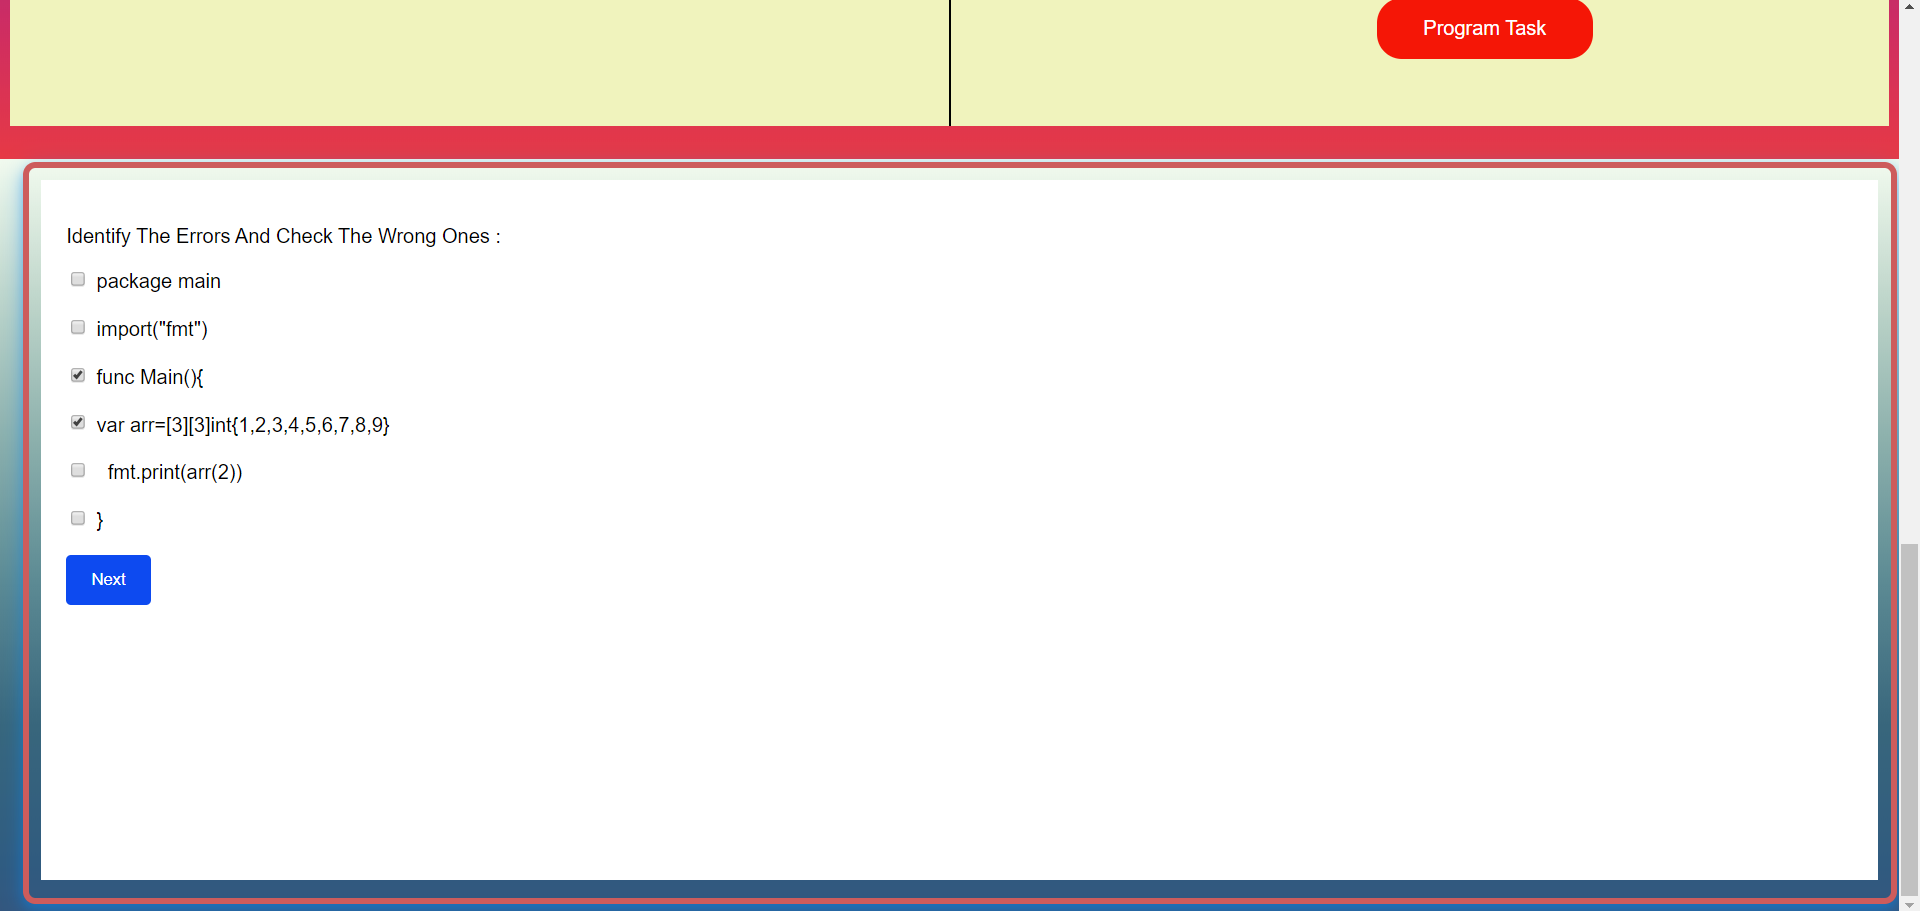 Program Task
Identify The Errors And Check The Wrong Ones :
package main
import("fmt")
func Main(){
var arr=[3][3]int{1,2,3,4,5,6,7,8,9}
fmt.print(arr(2))
}
Next